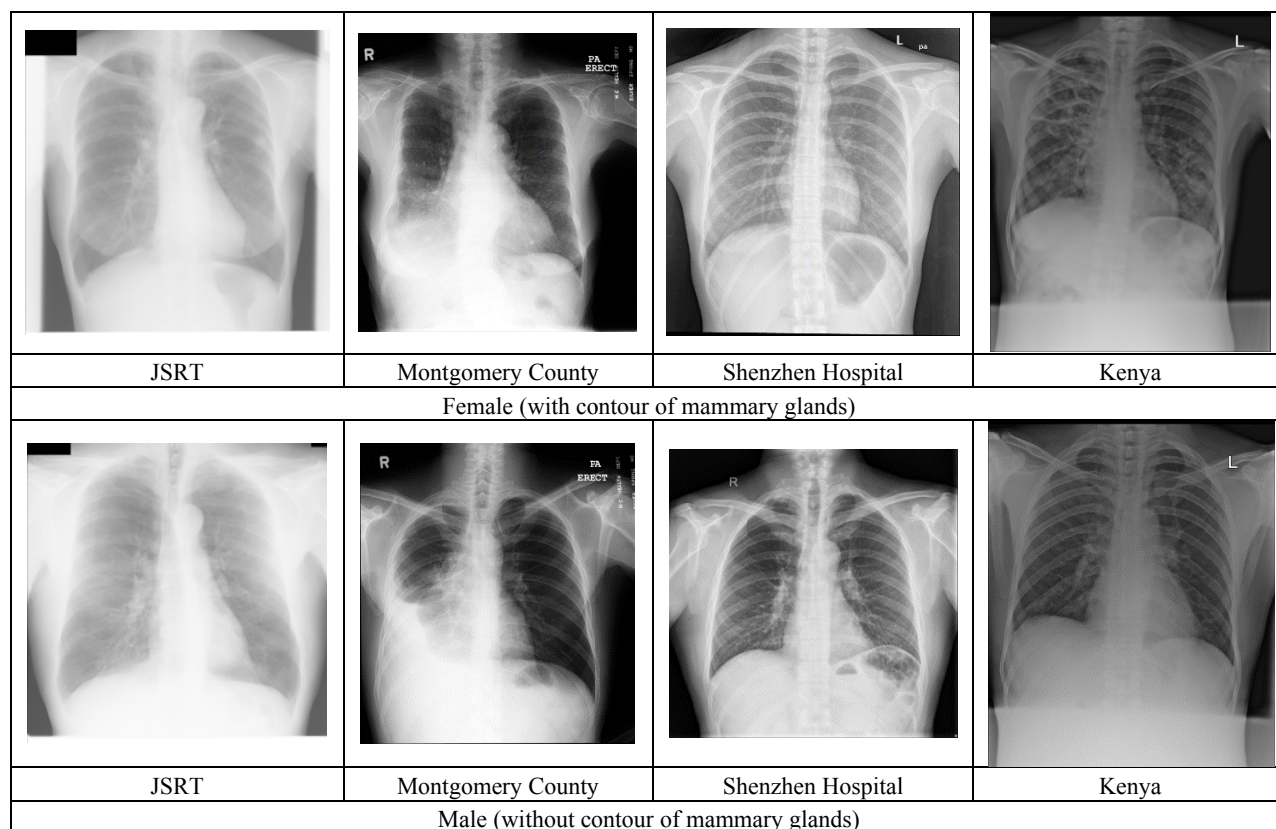 R
PA
ERECT
L
pa
L
JSRT
Montgomery County
Shenzhen Hospital
Kenya
Female (with contour of mammary glands)
R
PA
ERECT
R
L
JSRT
Montgomery County
Shenzhen Hospital
Kenya
Male (without contour of mammary glands)